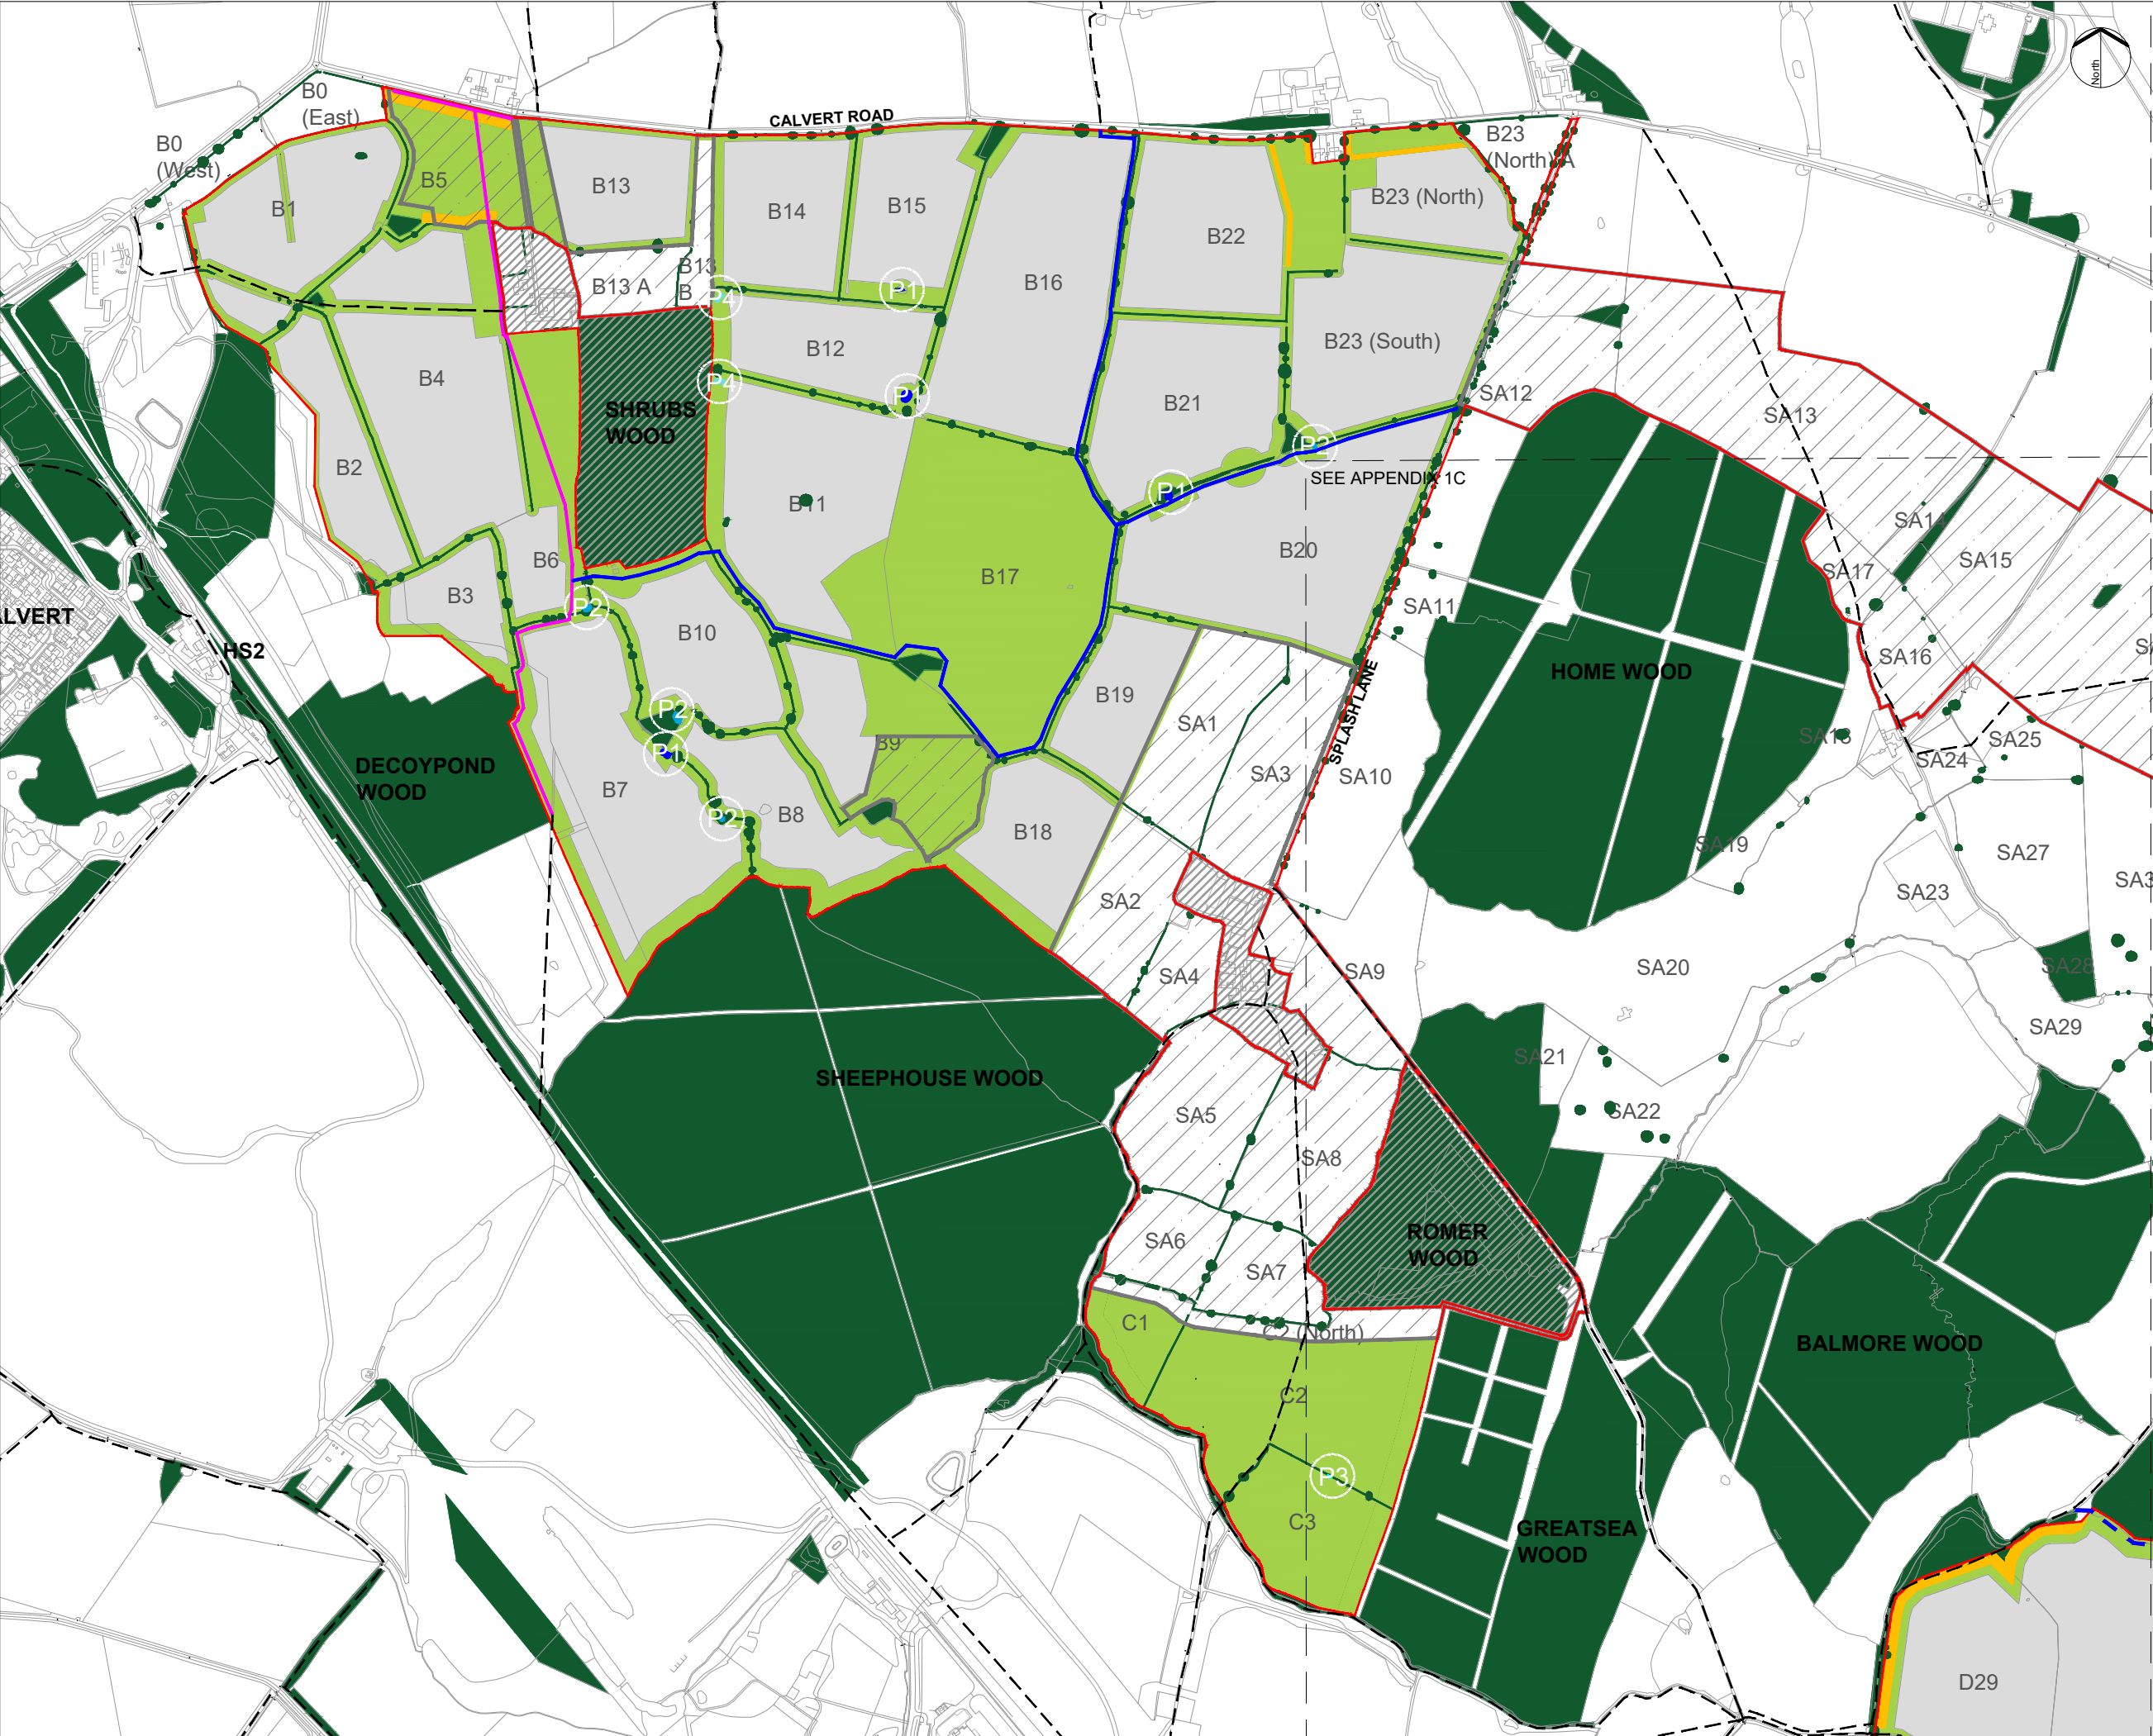 North
B0
(East)
CALVERT ROAD
B0
(West)
B23
(North) A
B5
B13
B14
B15
B23 (North)
B1
B22
B13 A
B13
B
P4
P1
B16
B12
B23 (South)
B4
P4
P1
B21
SA12
SA13
SHRUBS
WOOD
B2
P2
SEE APPENDIX 1C
P1
B11
SA14
B20
B6
SA15
SA17
B17
B3
P2
SA11
ALVERT
B10
HS2
SA16
SPLASH LANE
HOME WOOD
B19
P2
SA1
SA18
SA25
B9
P1
SA24
DECOYPOND
WOOD
SA3
SA10
B7
P2
B8
B18
SA19
SA27
SA23
SA2
SA4
SA9
SA20
SA28
SA29
SHEEPHOUSE WOOD
SA21
SA5
SA22
SA8
SA6
ROMER
WOOD
SA7
C1
C2 (North)
BALMORE WOOD
C2
P3
C3
GREATSEA
WOOD
D29